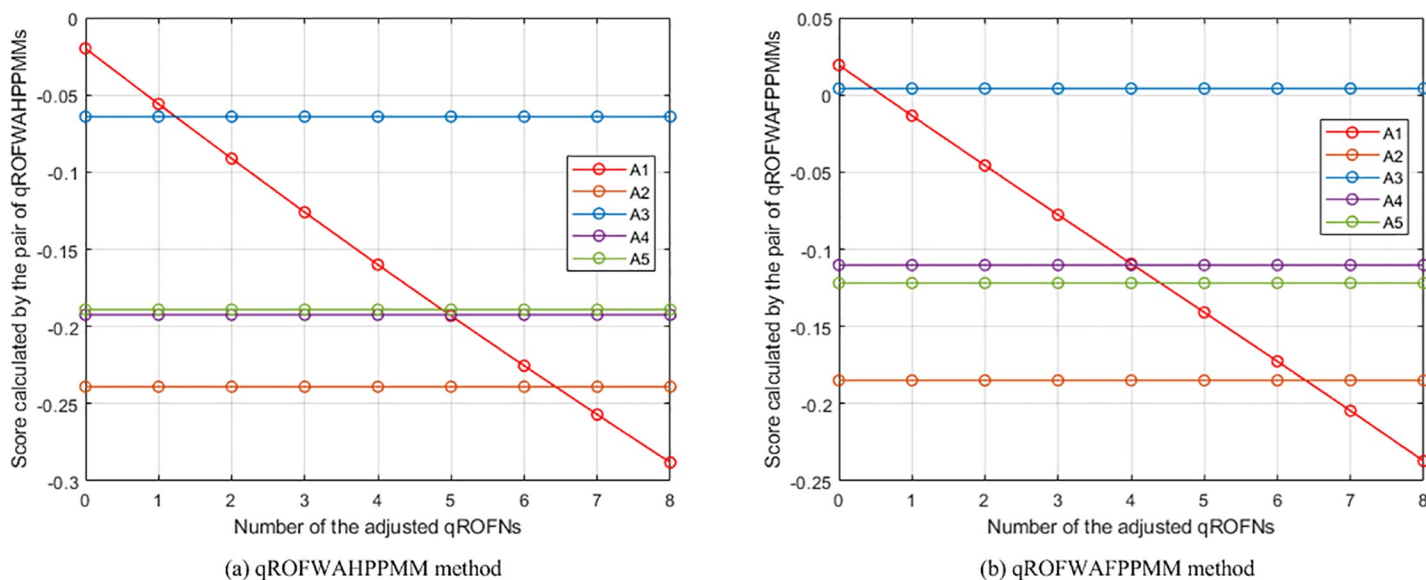 Score calculated by the pair of qROFWAHPPMMs
0
-0.05
-0.1
-0.15
-0.2
-0.25
-0.3
0 1 2 3 4 5 6 7 8
Number of the adjusted qROFNs
A1
A2
A3
A4
A5
(a) qROFWAHPPMM method
Score calculated by the pair of qROFWAFPPMMs
0.05
0
-0.05
-0.1
-0.15
-0.2
-0.25
0 1 2 3 4 5 6 7 8
Number of the adjusted qROFNs
A1
A2
A3
A4
A5
(b) qROFWAFPPMM method